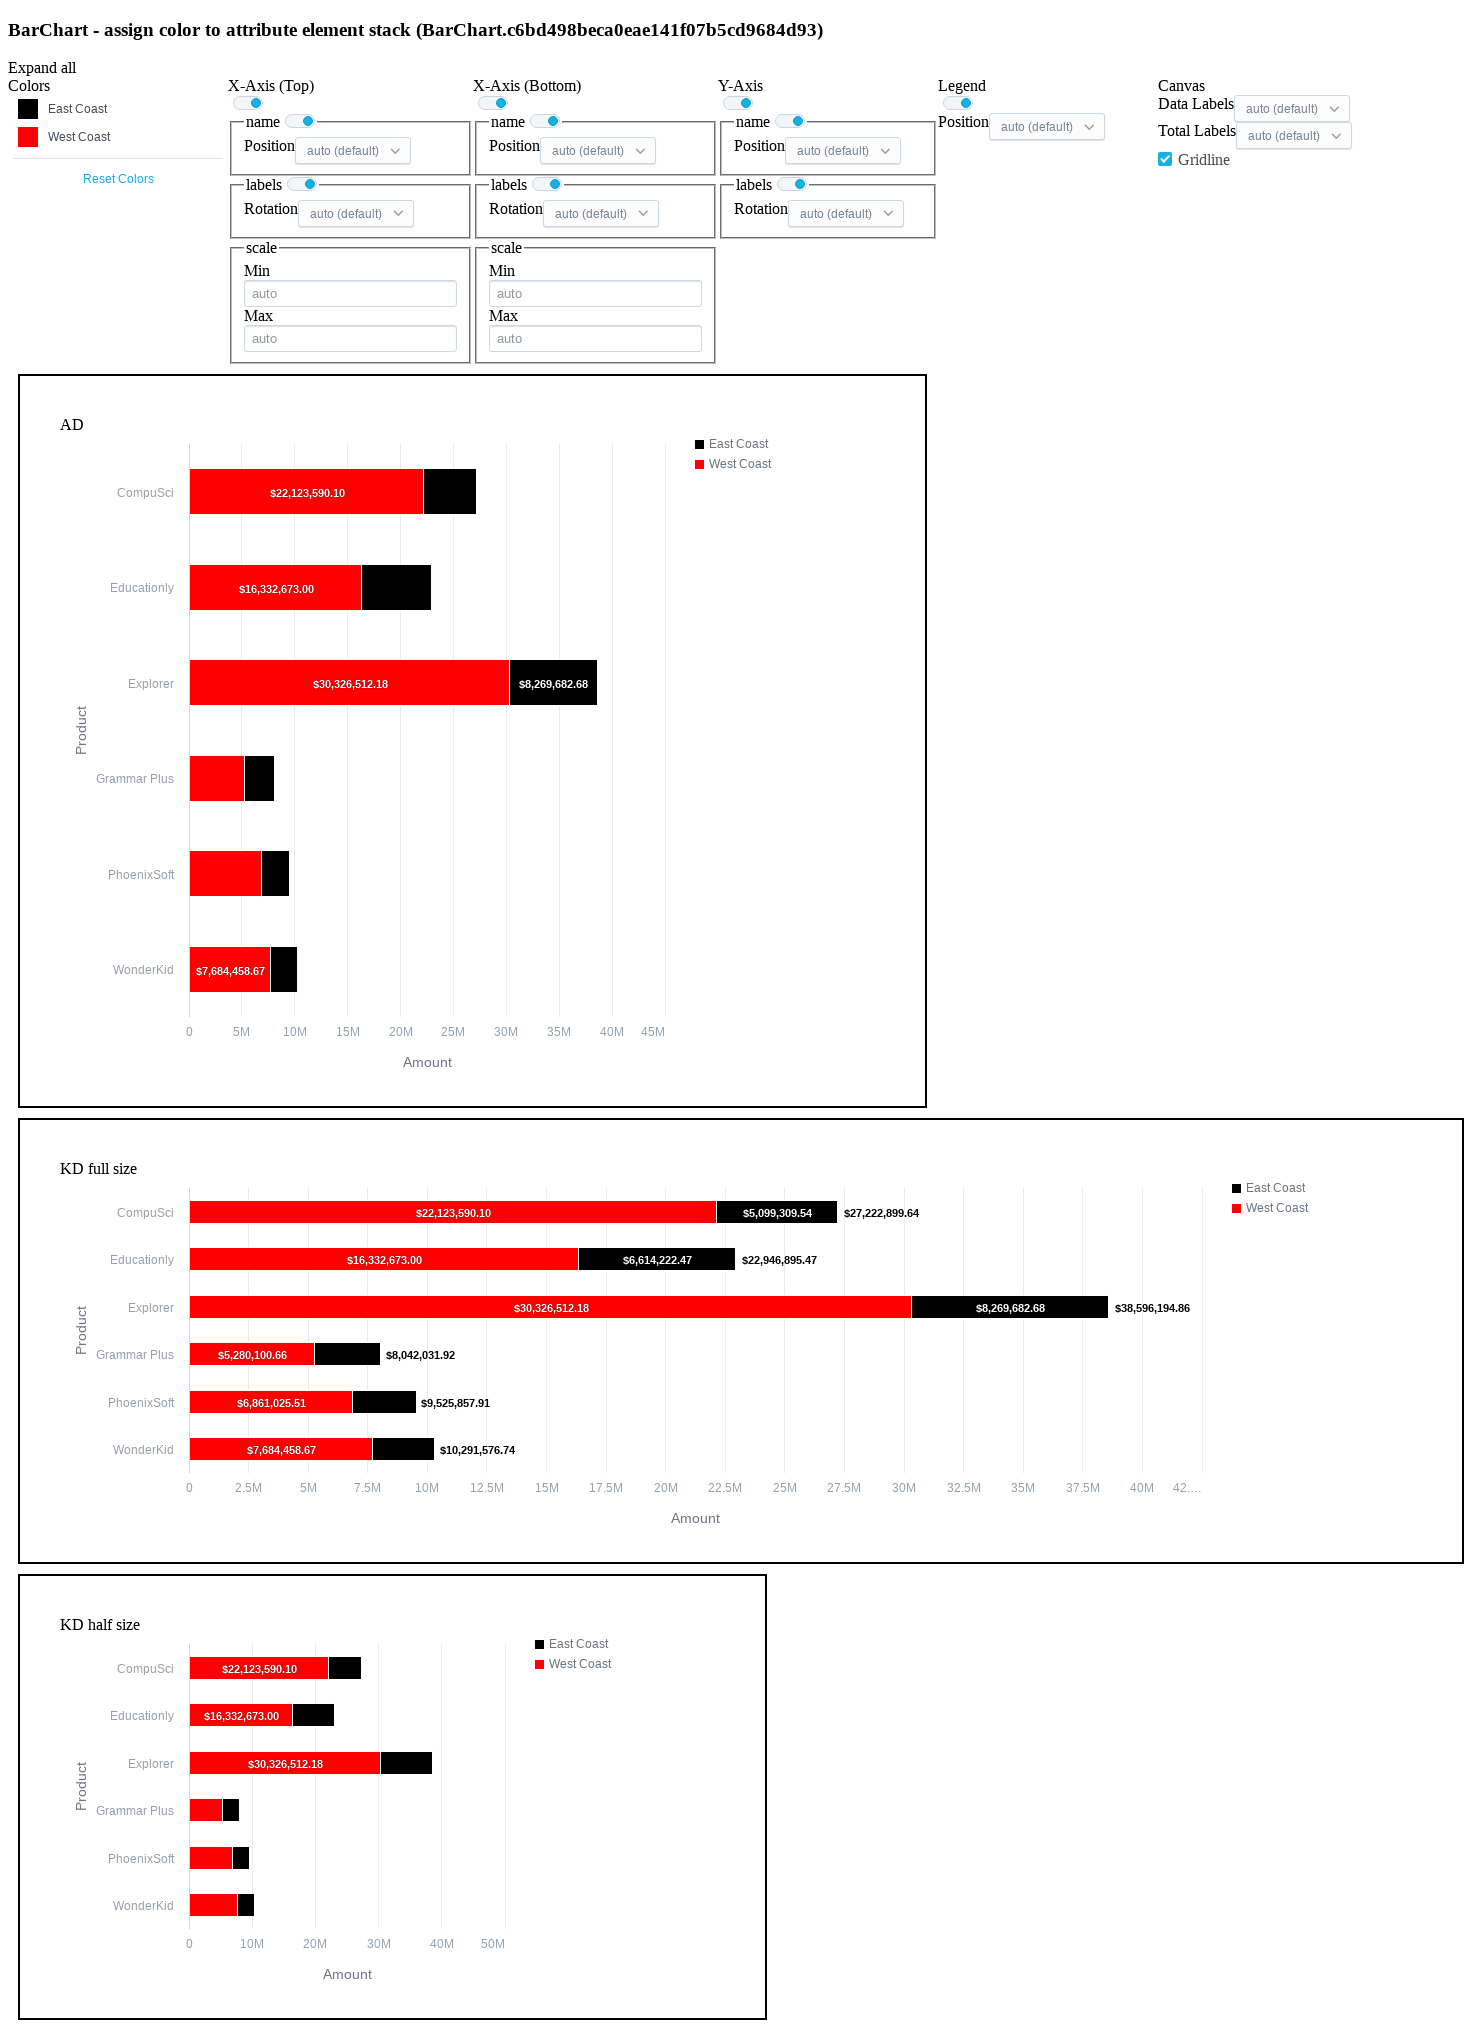 BarChart - assign color to attribute element stack (BarChart.c6bd498beca0eae141f07b5cd9684d93)
Expand all
Colors
East Coast
West Coast
Reset Colors
X-Axis (Top)
name
Position auto (default)
labels
Rotation auto (default)
scale
Min
auto
Max
auto
X-Axis (Bottom)
name
Position auto (default)
labels
Rotation auto (default)
scale
Min
auto
Max
auto
Y-Axis
name
Position auto (default)
labels
Rotation auto (default)
Legend
Position auto (default)
Canvas
Data Labels auto (default)
Total Labels auto (default)
Gridline
AD
East Coast
West Coast
CompuSci $22,123,590.10
Educationly $16,332,673.00
Explorer $30,326,512.18 $8,269,682.68
Product
Grammar Plus
PhoenixSoft
WonderKid $7,684,458.67
0 5M 10M 15M 20M 25M 30M 35M 40M 45M
Amount
KD full size
East Coast
West Coast
CompuSci $22,123,590.10 $5,099,309.54 $27,222,899.64
Educationly $16,332,673.00 $6,614,222.47 $22,946,895.47
Explorer $30,326,512.18 $8,269,682.68 $38,596,194.86
Product
Grammar Plus $5,280,100.66 $8,042,031.92
PhoenixSoft $6,861,025.51 $9,525,857.91
WonderKid $7,684,458.67 $10,291,576.74
0 2.5M 5M 7.5M 10M 12.5M 15M 17.5M 20M 22.5M 25M 27.5M 30M 32.5M 35M 37.5M 40M 42.…
Amount
KD half size
East Coast
West Coast
CompuSci $22,123,590.10
Educationly $16,332,673.00
Explorer $30,326,512.18
Product
Grammar Plus
PhoenixSoft
WonderKid
0 10M 20M 30M 40M 50M
Amount